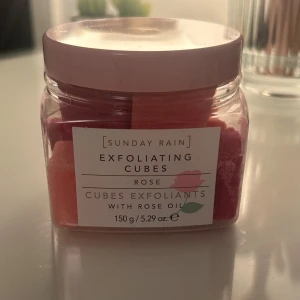 [SUNDAY RAIN]
EXFOLIATING
CUBES
ROSE
CUBES EXFOLIANTS
WITH ROSE OIL
150 g / 5.29 oz. ℮